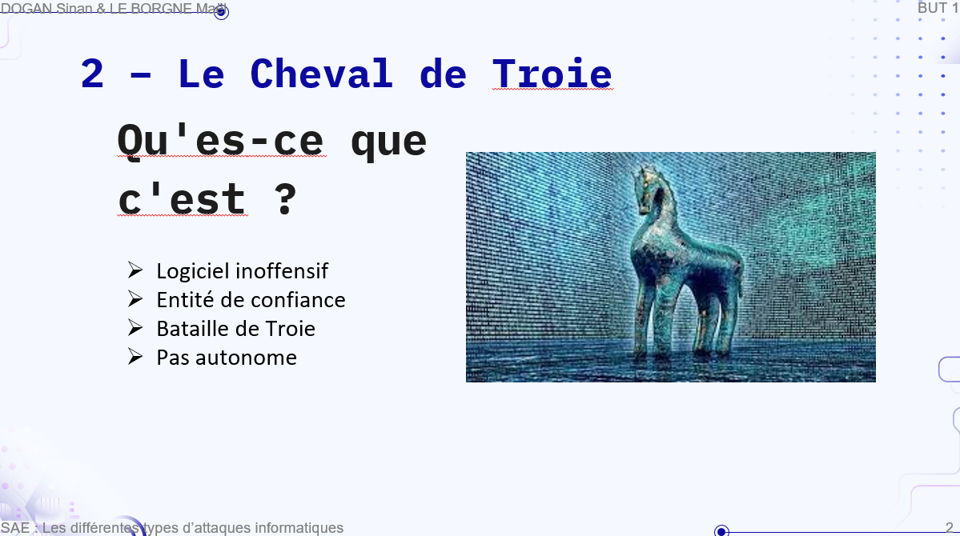 DOGAN Sinan & LE BORGNE Maël
BUT 1
2 – Le Cheval de Troie
Qu'es-ce que
c'est ?
Logiciel inoffensif
Entité de confiance
Bataille de Troie
Pas autonome
SAE : Les différentes types d'attaques informatiques
2